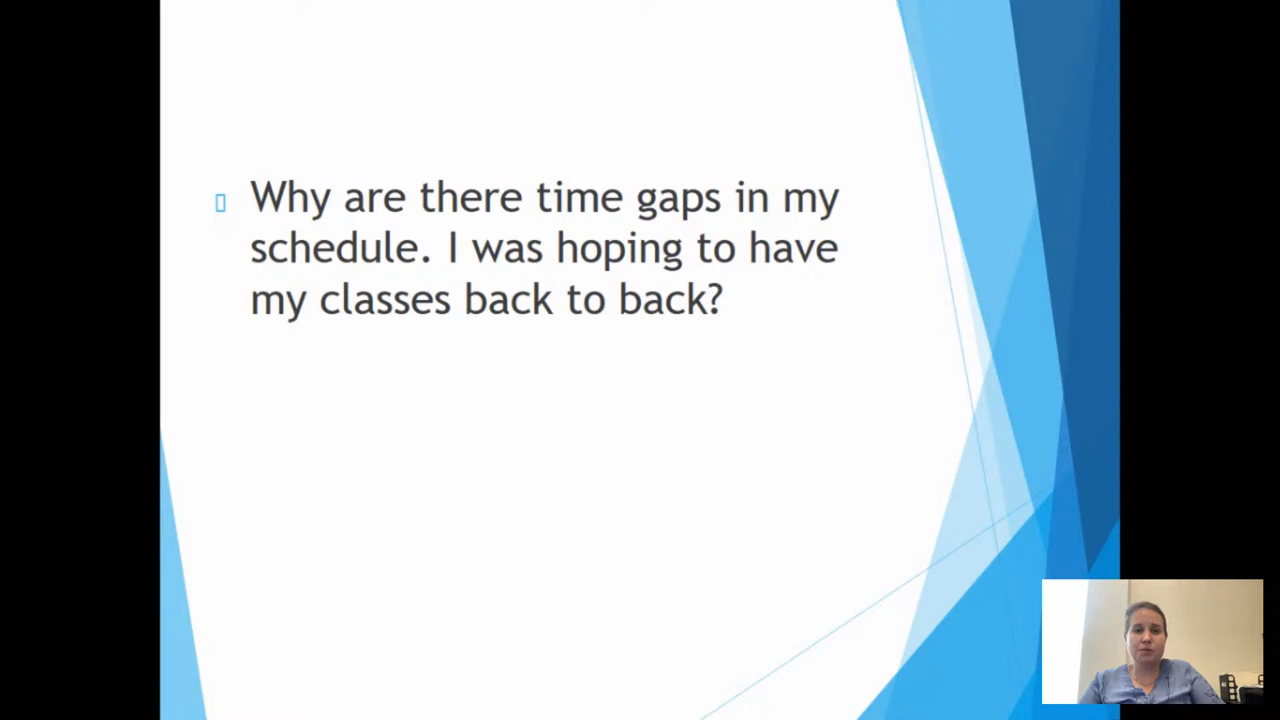 Why are there time gaps in my
schedule. I was hoping to have
my classes back to back?